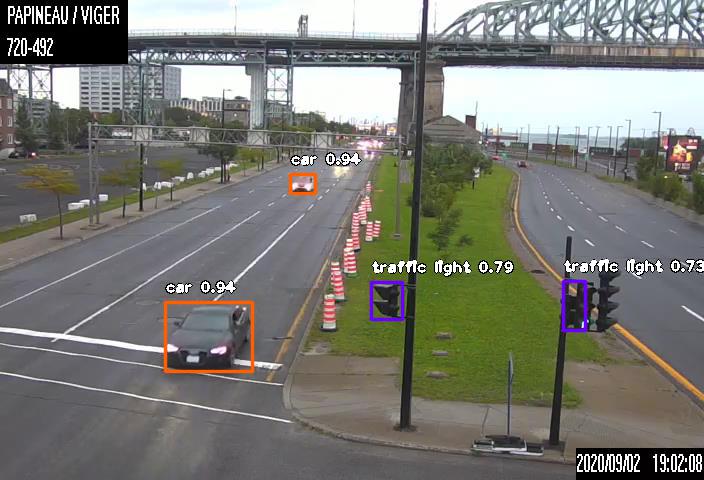 PAPINEAU / VIGER
720-492
car 0.94
car 0.94
traffic light 0.79
traffic light 0.73
2020/09/02 19:02:08